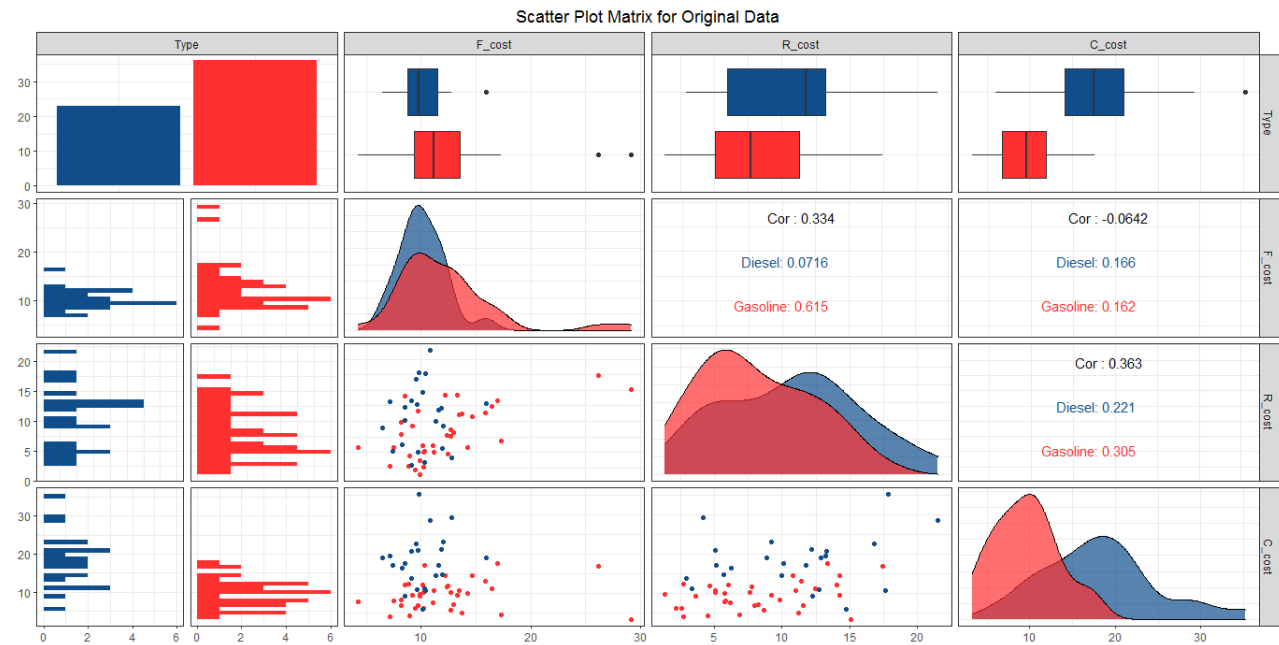 Scatter Plot Matrix for Original Data
Type F_cost R_cost C_cost
30
20
10
0
Type
30
20
10
Cor : 0.334
Diesel: 0.0716
Gasoline: 0.615
Cor : -0.0642
Diesel: 0.166
Gasoline: 0.162
F_cost
20
15
10
5
0
Cor : 0.363
Diesel: 0.221
Gasoline: 0.305
R_cost
30
20
10
C_cost
0 2 4 6 0 2 4 6 10 20 30 5 10 15 20 10 20 30